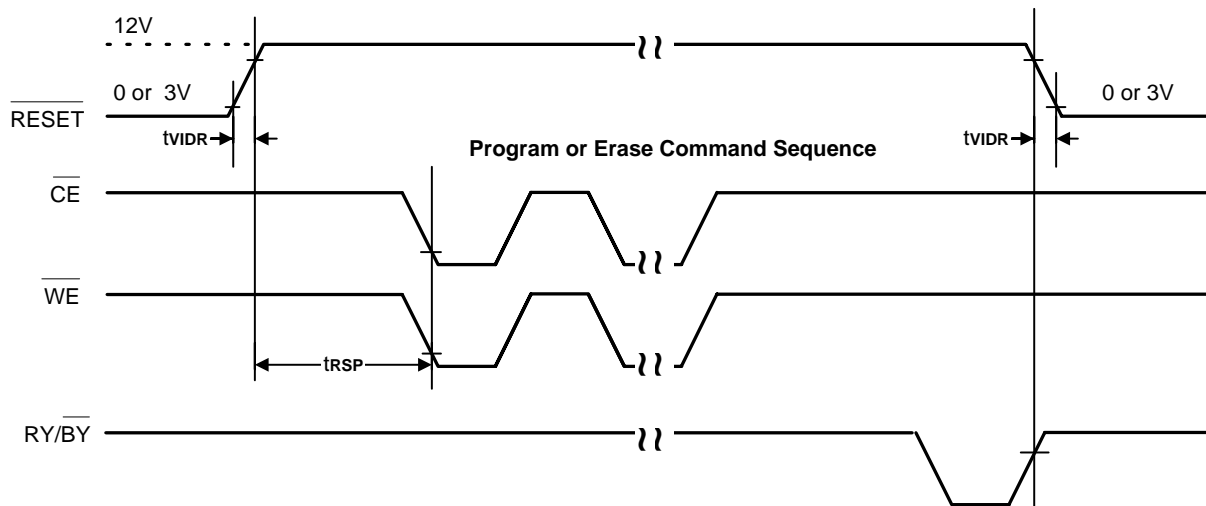 12V
0 or 3V
0 or 3V
RESET
tVIDR
tVIDR
Program or Erase Command Sequence
CE
WE
tRSP
RY/BY